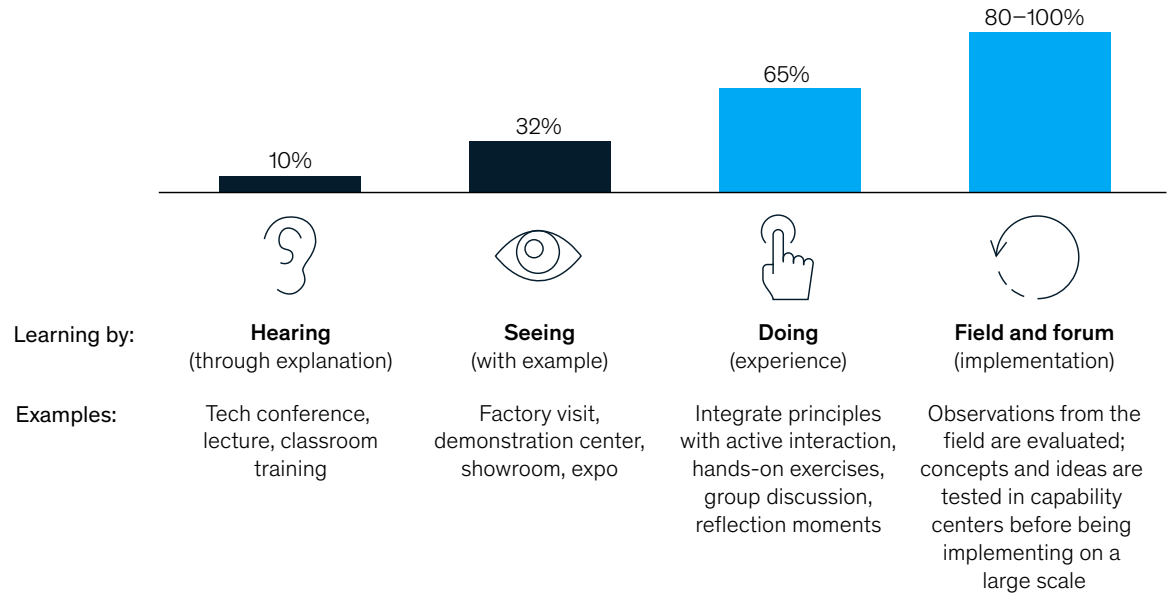 80–100%
65%
32%
10%
Learning by:
Hearing
(through explanation)
Seeing
(with example)
Doing
(experience)
Field and forum
(implementation)
Examples:
Tech conference,
lecture, classroom
training
Factory visit,
demonstration center,
showroom, expo
Integrate principles
with active interaction,
hands-on exercises,
group discussion,
reflection moments
Observations from the
field are evaluated;
concepts and ideas are
tested in capability
centers before being
implementing on a
large scale